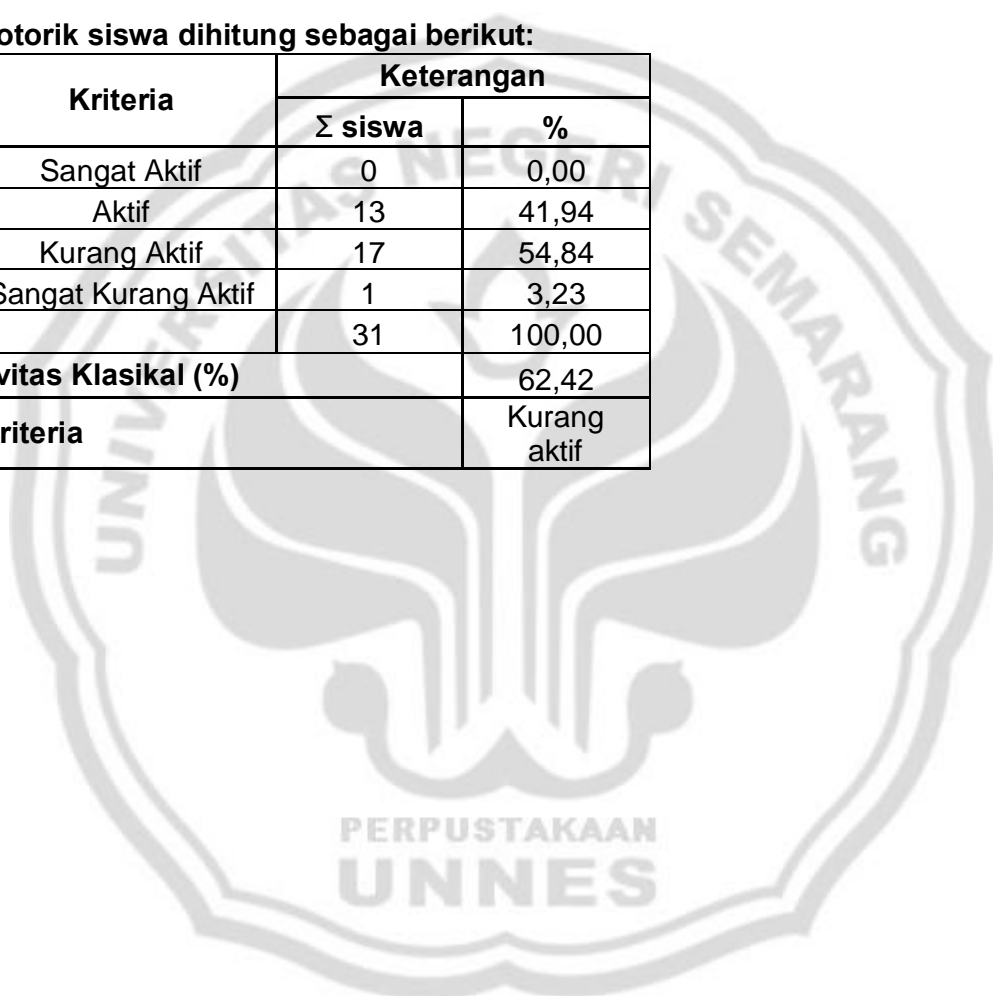 otorik siswa dihitung sebagai berikut:
Kriteria Keterangan
Σ siswa %
Sangat Aktif 0 0,00
Aktif 13 41,94
Kurang Aktif 17 54,84
Sangat Kurang Aktif 1 3,23
31 100,00
vitas Klasikal (%) 62,42
riteria Kurang
aktif
UNIVERSITAS NEGERI SEMARANG
PERPUSTAKAAN
UNNES